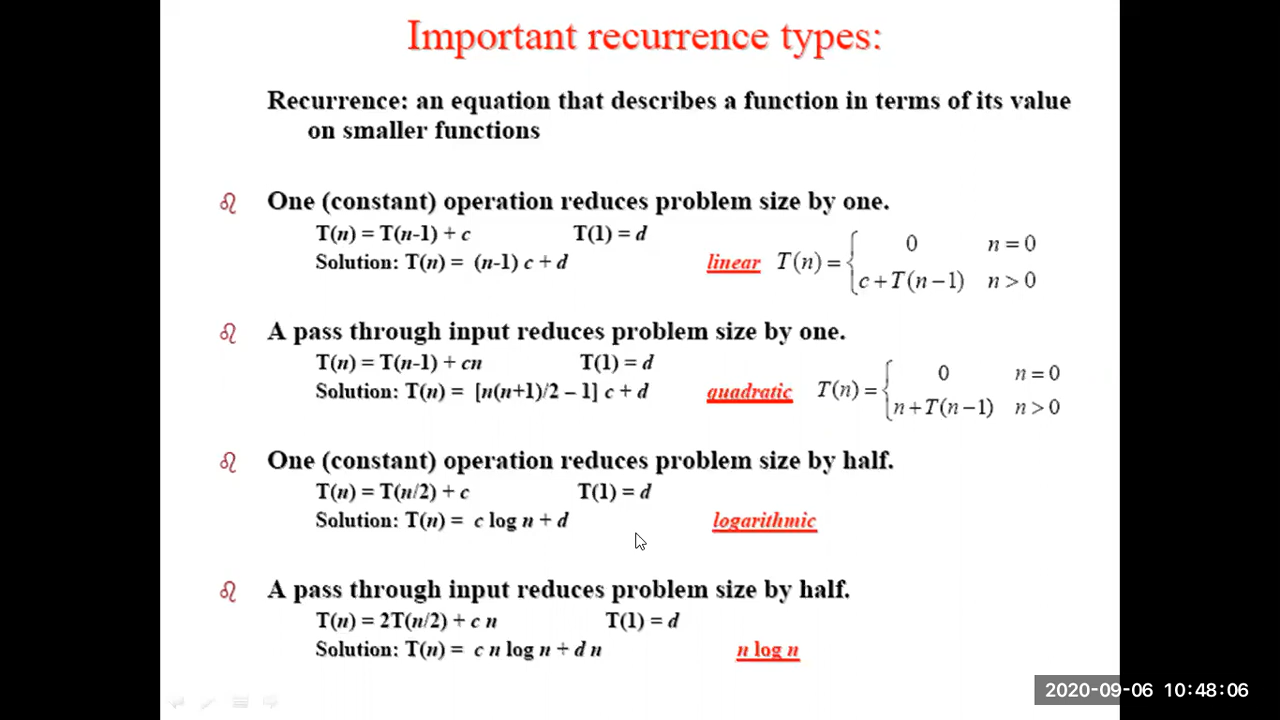 Important recurrence types:
Recurrence: an equation that describes a function in terms of its value
on smaller functions
One (constant) operation reduces problem size by one.
T(n) = T(n-1) + c T(1) = d
Solution: T(n) = (n-1) c + d linear T(n) = { 0 n = 0
c + T(n − 1) n > 0
A pass through input reduces problem size by one.
T(n) = T(n-1) + cn T(1) = d
Solution: T(n) = [n(n+1)/2 – 1] c + d quadratic T(n) = { 0 n = 0
n + T(n − 1) n > 0
One (constant) operation reduces problem size by half.
T(n) = T(n/2) + c T(1) = d
Solution: T(n) = c log n + d logarithmic
A pass through input reduces problem size by half.
T(n) = 2T(n/2) + c n T(1) = d
Solution: T(n) = c n log n + d n n log n
2020-09-06 10:48:06